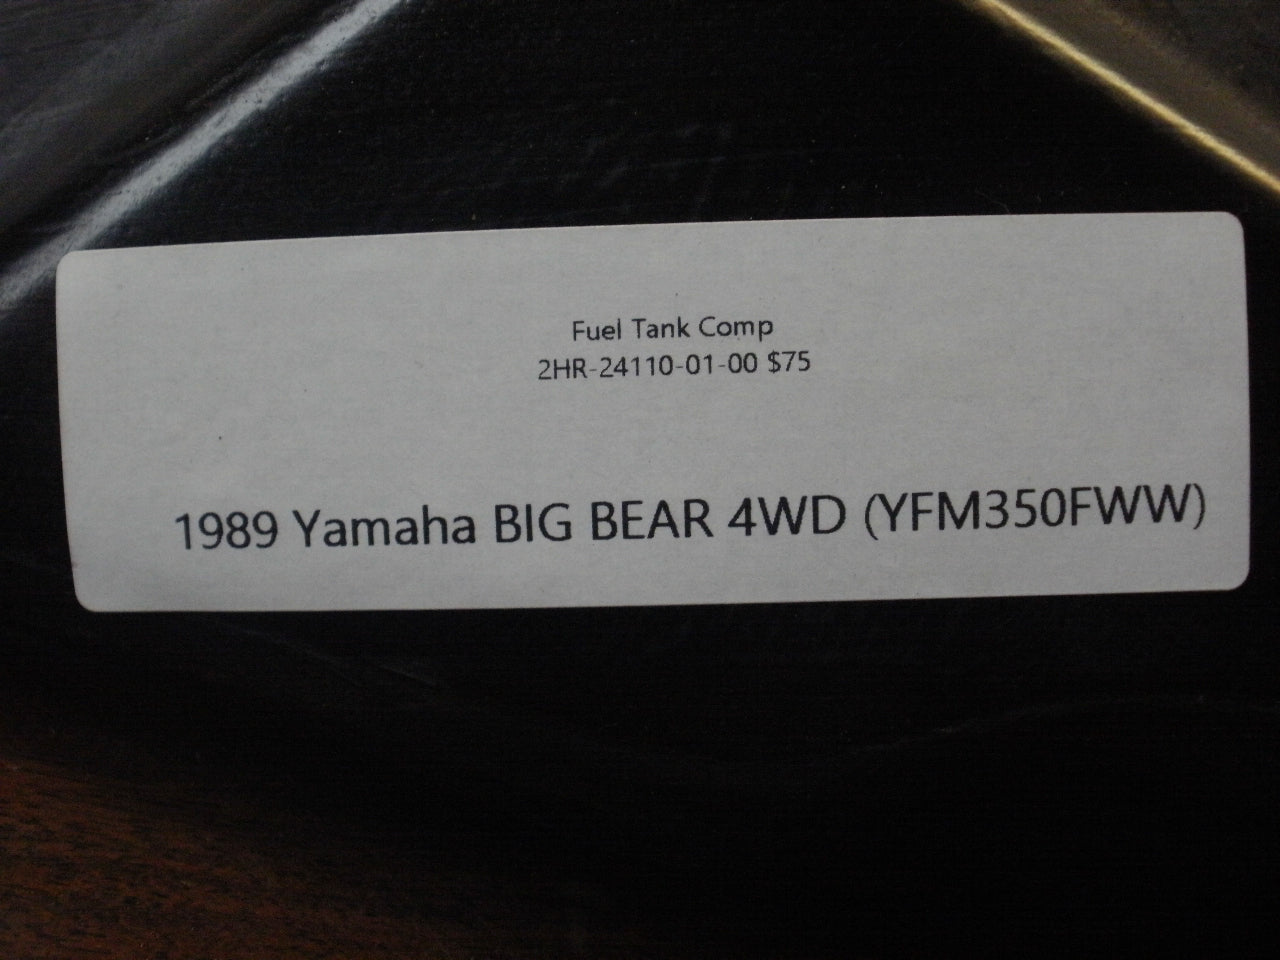 Fuel Tank Comp
2HR-24110-01-00 $75
1989 Yamaha BIG BEAR 4WD (YFM350FWW)